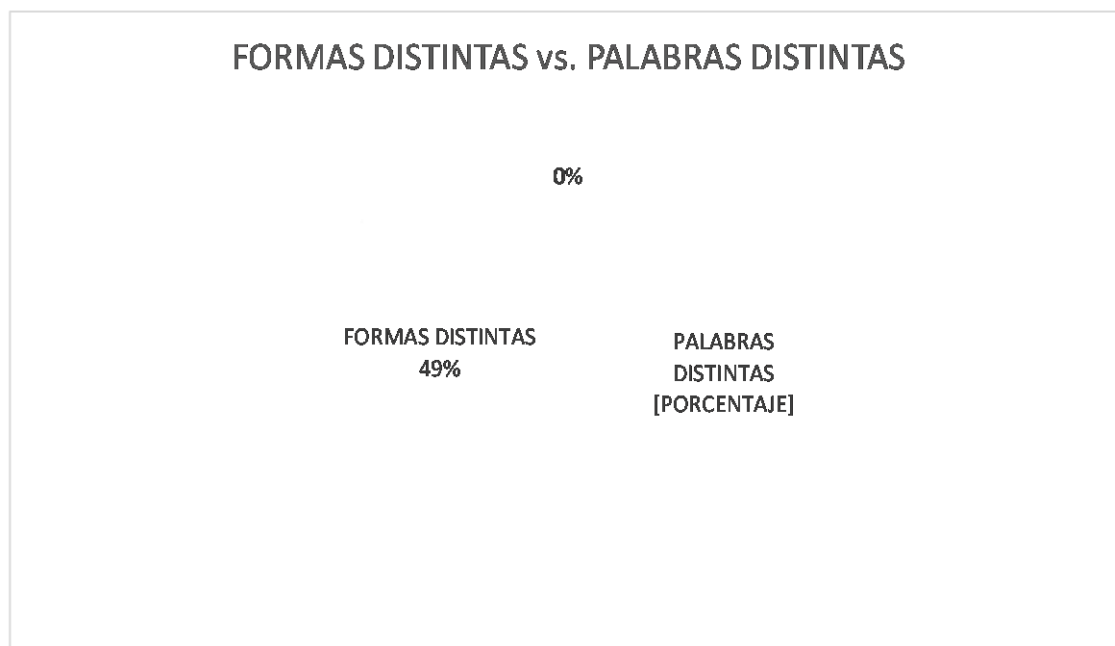 FORMAS DISTINTAS vs. PALABRAS DISTINTAS
0%
FORMAS DISTINTAS
49%
PALABRAS
DISTINTAS
[PORCENTAJE]